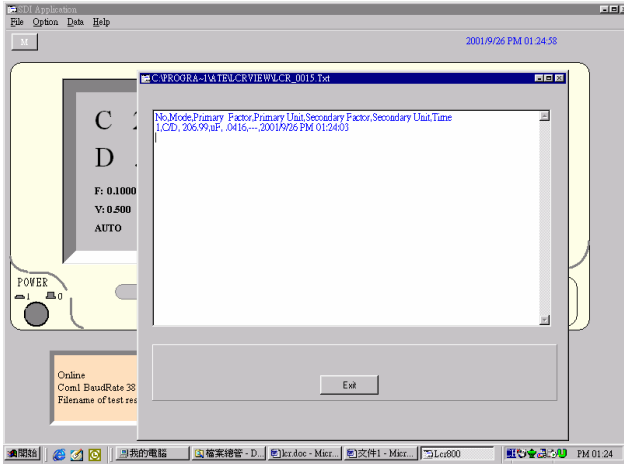 SDI Application
File Option Data Help
M
2001/9/26 PM 01:24:58
C:\PROGRA~1\ATE\LCRVIEW\LCR_0015.Txt
No,Mode,Primary Factor,Primary Unit,Secondary Factor,Secondary Unit,Time
1,C/D, 206.99,uF, .0416,---,2001/9/26 PM 01:24:03
C 2
D .
F: 0.1000
V: 0.500
AUTO
POWER
1 0
Exit
Online
Com1 BaudRate 38
Filename of test res
開始
我的電腦
檔案總管 - D...
lcr.doc - Micr...
文件1 - Micr...
Lcr800
PM 01:24